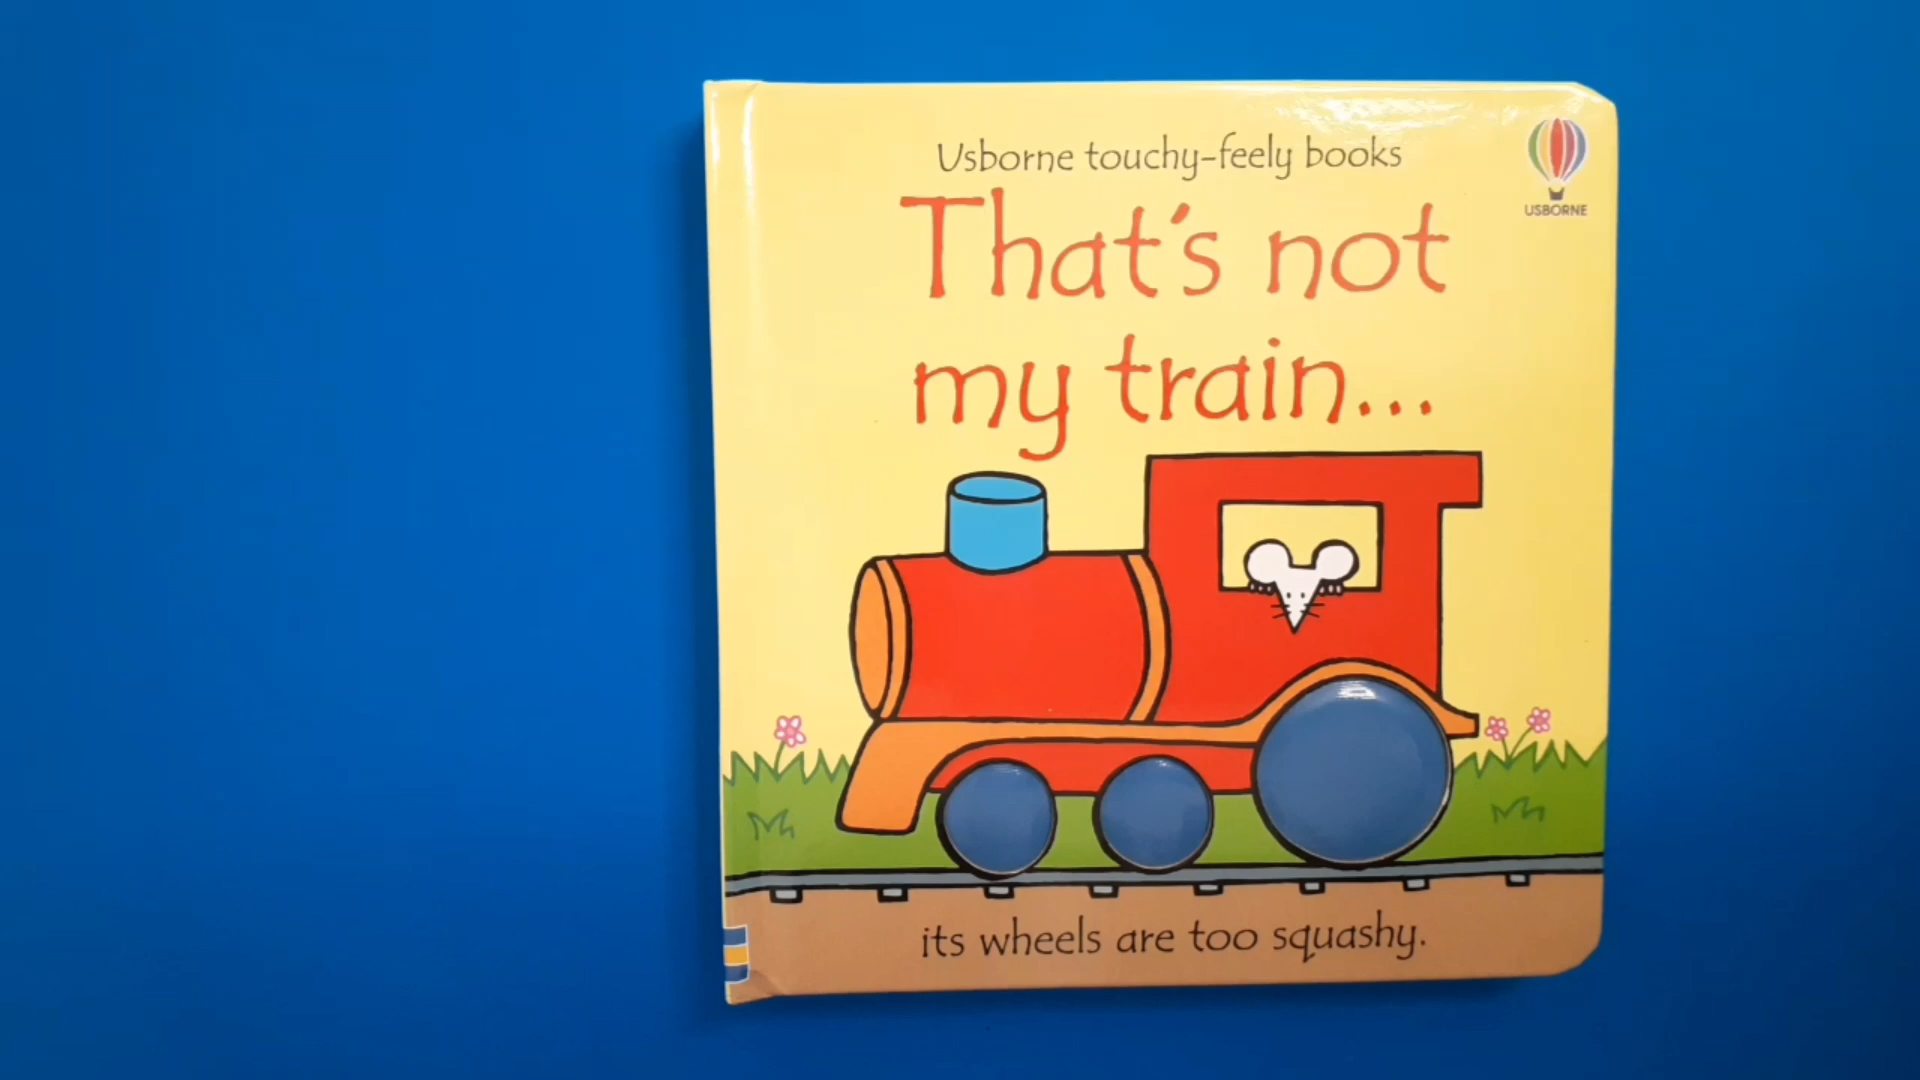 Usborne touchy-feely books
USBORNE
That's not
my train...
its wheels are too squashy.